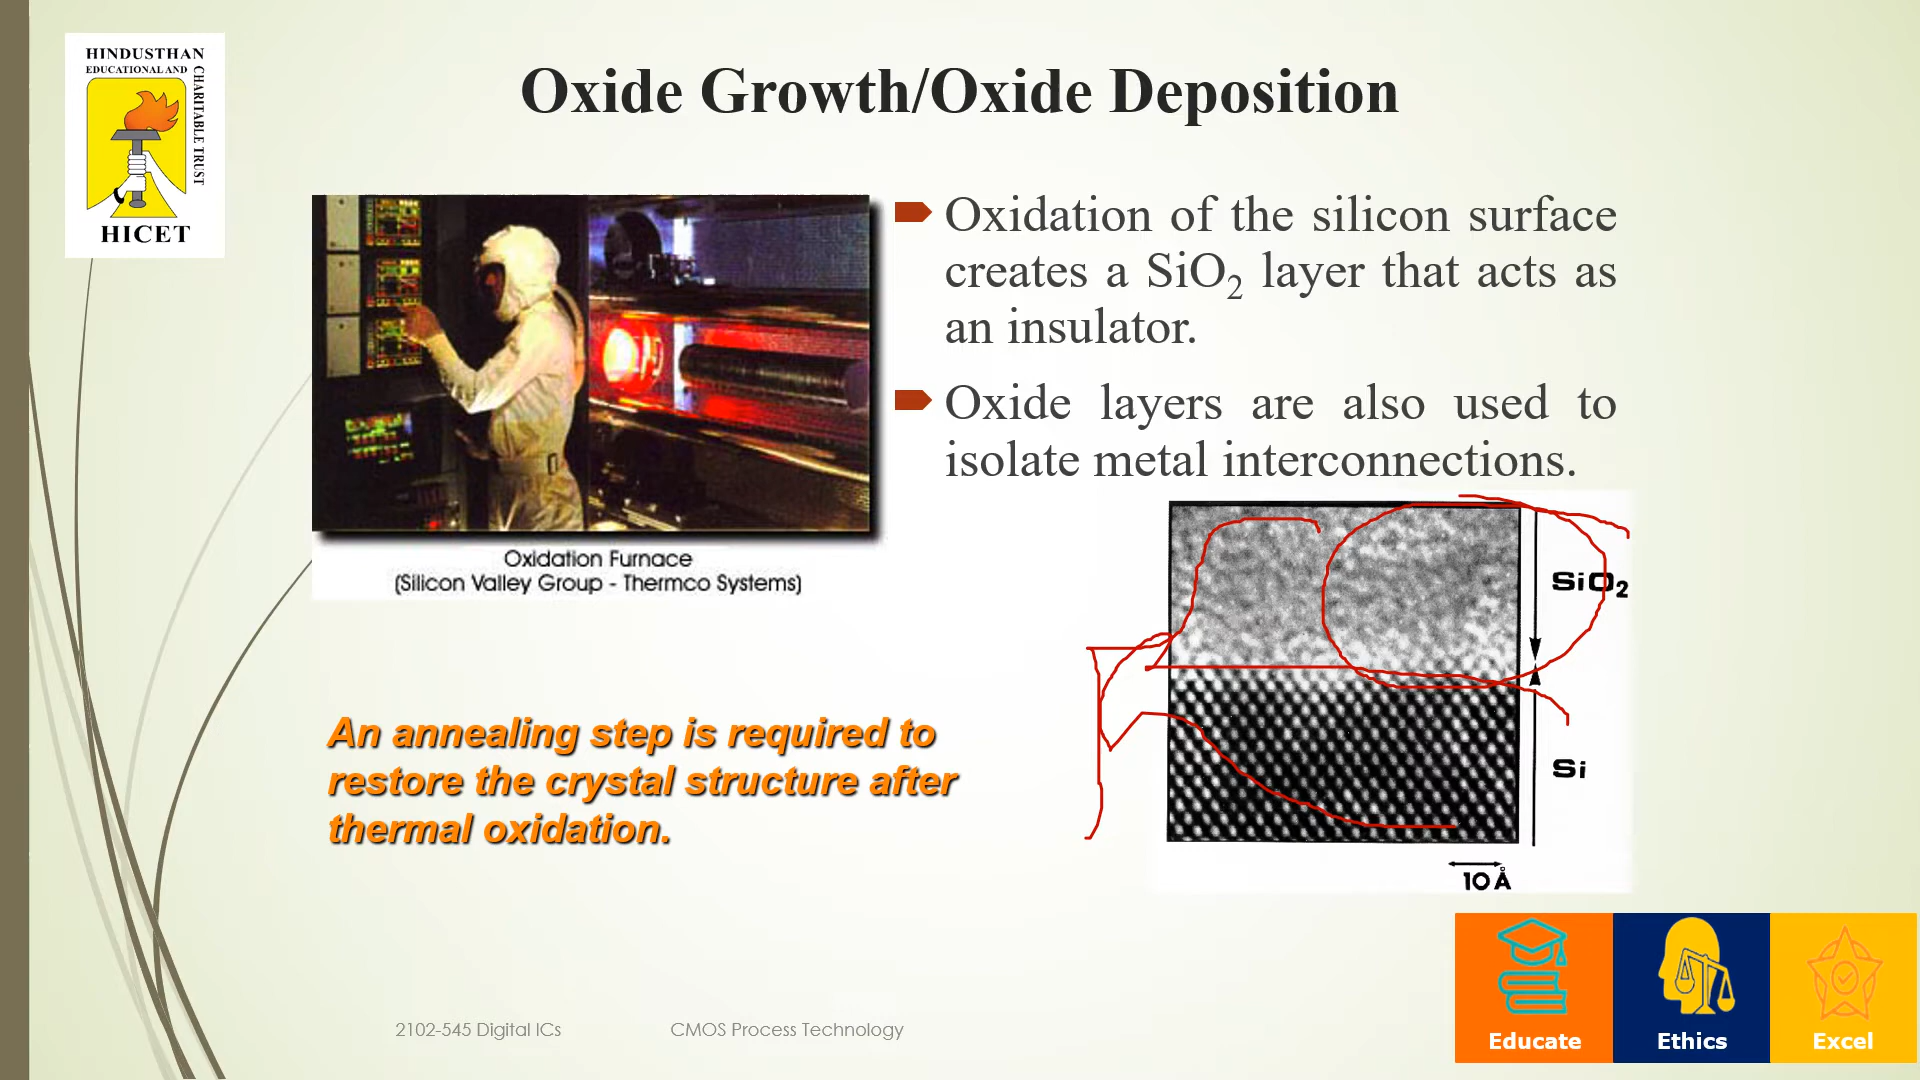 HINDUSTHAN
EDUCATIONAL AND
CHARITABLE TRUST
HICET
Oxide Growth/Oxide Deposition
Oxidation of the silicon surface
creates a SiO₂ layer that acts as
an insulator.
Oxide layers are also used to
isolate metal interconnections.
Oxidation Furnace
(Silicon Valley Group - Thermco Systems)
SiO₂
Si
10 Å
An annealing step is required to
restore the crystal structure after
thermal oxidation.
2102-545 Digital ICs
CMOS Process Technology
Educate
Ethics
Excel